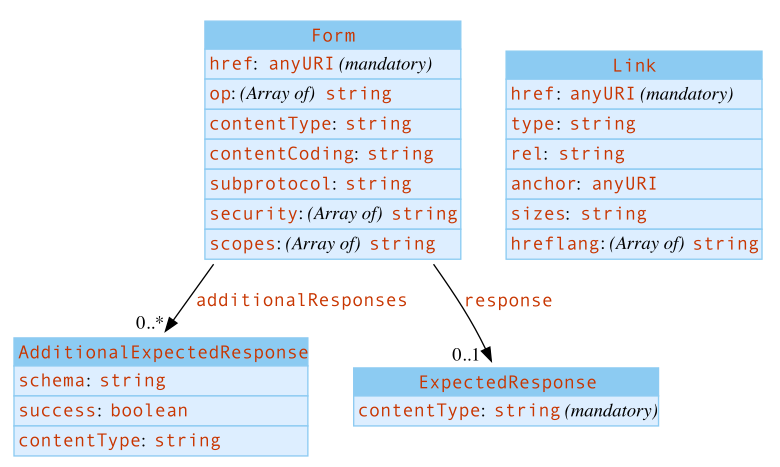 Form
href: anyURI (mandatory)
op: (Array of) string
contentType: string
contentCoding: string
subprotocol: string
security: (Array of) string
scopes: (Array of) string
Link
href: anyURI (mandatory)
type: string
rel: string
anchor: anyURI
sizes: string
hreflang: (Array of) string
additionalResponses
response
0..*
0..1
AdditionalExpectedResponse
schema: string
success: boolean
contentType: string
ExpectedResponse
contentType: string (mandatory)